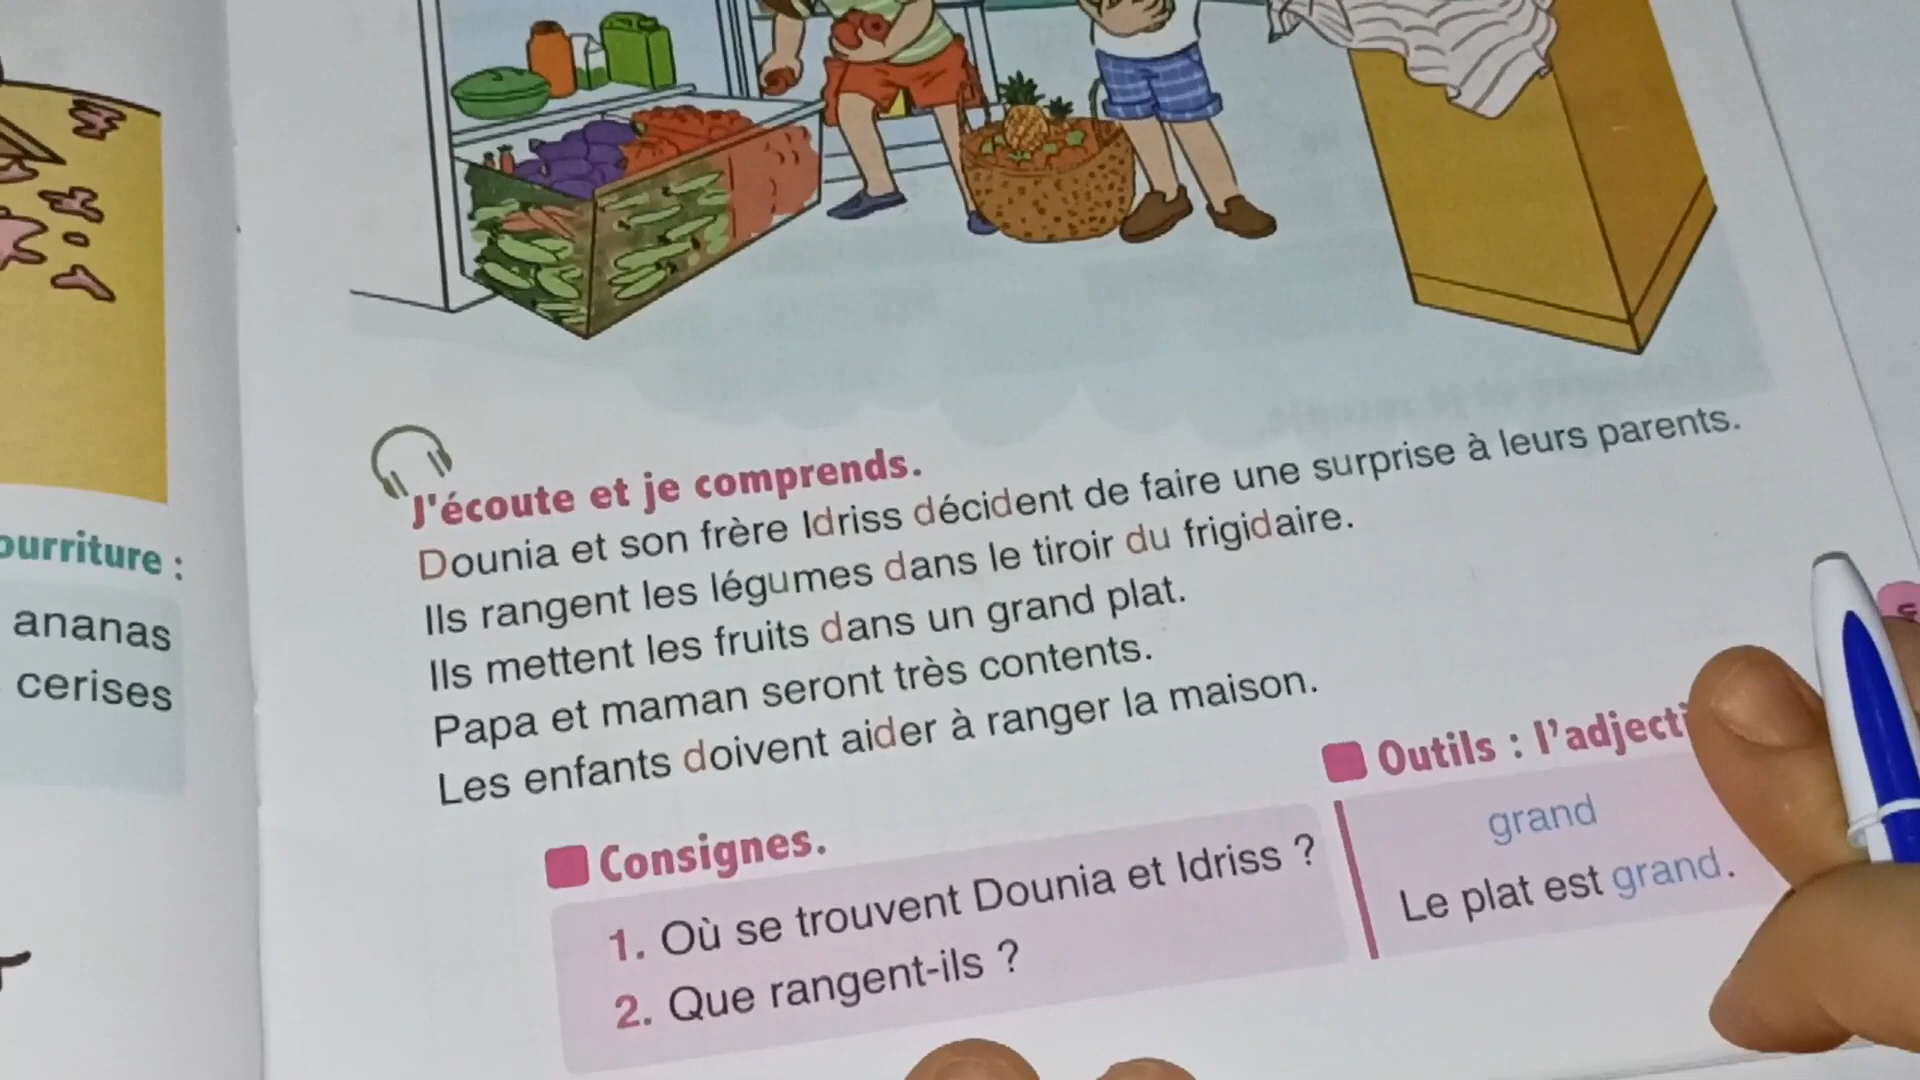 ourriture :
ananas
cerises
J'écoute et je comprends.
Dounia et son frère Idriss décident de faire une surprise à leurs parents.
Ils rangent les légumes dans le tiroir du frigidaire.
Ils mettent les fruits dans un grand plat.
Papa et maman seront très contents.
Les enfants doivent aider à ranger la maison.
Consignes.
1. Où se trouvent Dounia et Idriss ?
2. Que rangent-ils ?
Outils : l'adjecti
grand
Le plat est grand.